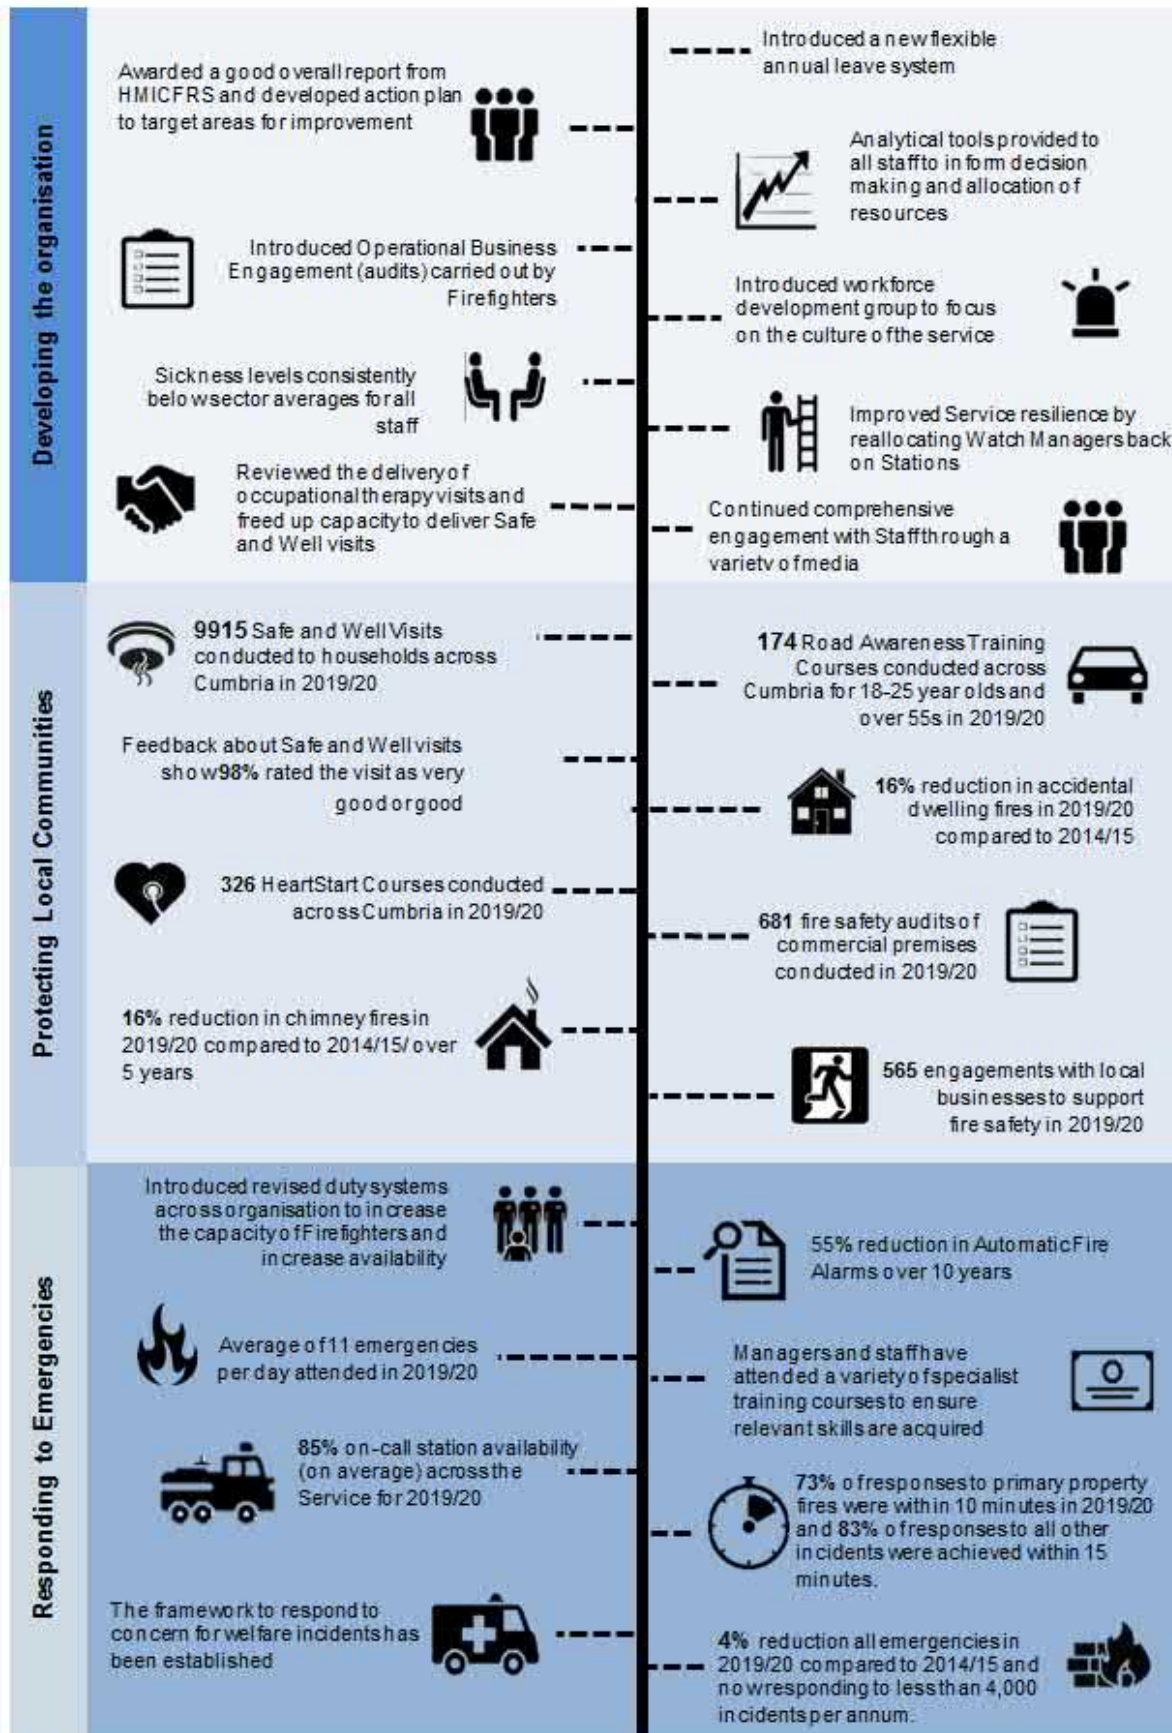 Developing the organisation
Awarded a good overall report from
HMICFRS and developed action plan
to target areas for improvement
Introduced a new flexible
annual leave system
Analytical tools provided to
all staff to inform decision
making and allocation of
resources
Introduced Operational Business
Engagement (audits) carried out by
Firefighters
Introduced workforce
development group to focus
on the culture of the service
Sickness levels consistently
below sector averages for all
staff
Improved Service resilience by
reallocating Watch Managers back
on Stations
Reviewed the delivery of
occupational therapy visits and
freed up capacity to deliver Safe
and Well visits
Continued comprehensive
engagement with Staff through a
variety of media
Protecting Local Communities
9915 Safe and Well Visits
conducted to households across
Cumbria in 2019/20
174 Road Awareness Training
Courses conducted across
Cumbria for 18-25 year olds and
over 55s in 2019/20
Feedback about Safe and Well visits
show 98% rated the visit as very
good or good
16% reduction in accidental
dwelling fires in 2019/20
compared to 2014/15
326 HeartStart Courses conducted
across Cumbria in 2019/20
681 fire safety audits of
commercial premises
conducted in 2019/20
16% reduction in chimney fires in
2019/20 compared to 2014/15/ over
5 years
565 engagements with local
businesses to support
fire safety in 2019/20
Responding to Emergencies
Introduced revised duty systems
across organisation to increase
the capacity of Firefighters and
increase availability
55% reduction in Automatic Fire
Alarms over 10 years
Average of 11 emergencies
per day attended in 2019/20
Managers and staff have
attended a variety of specialist
training courses to ensure
relevant skills are acquired
85% on-call station availability
(on average) across the
Service for 2019/20
73% of responses to primary property
fires were within 10 minutes in 2019/20
and 83% of responses to all other
incidents were achieved within 15
minutes.
The framework to respond to
concern for welfare incidents has
been established
4% reduction all emergencies in
2019/20 compared to 2014/15 and
now responding to less than 4,000
incidents per annum.